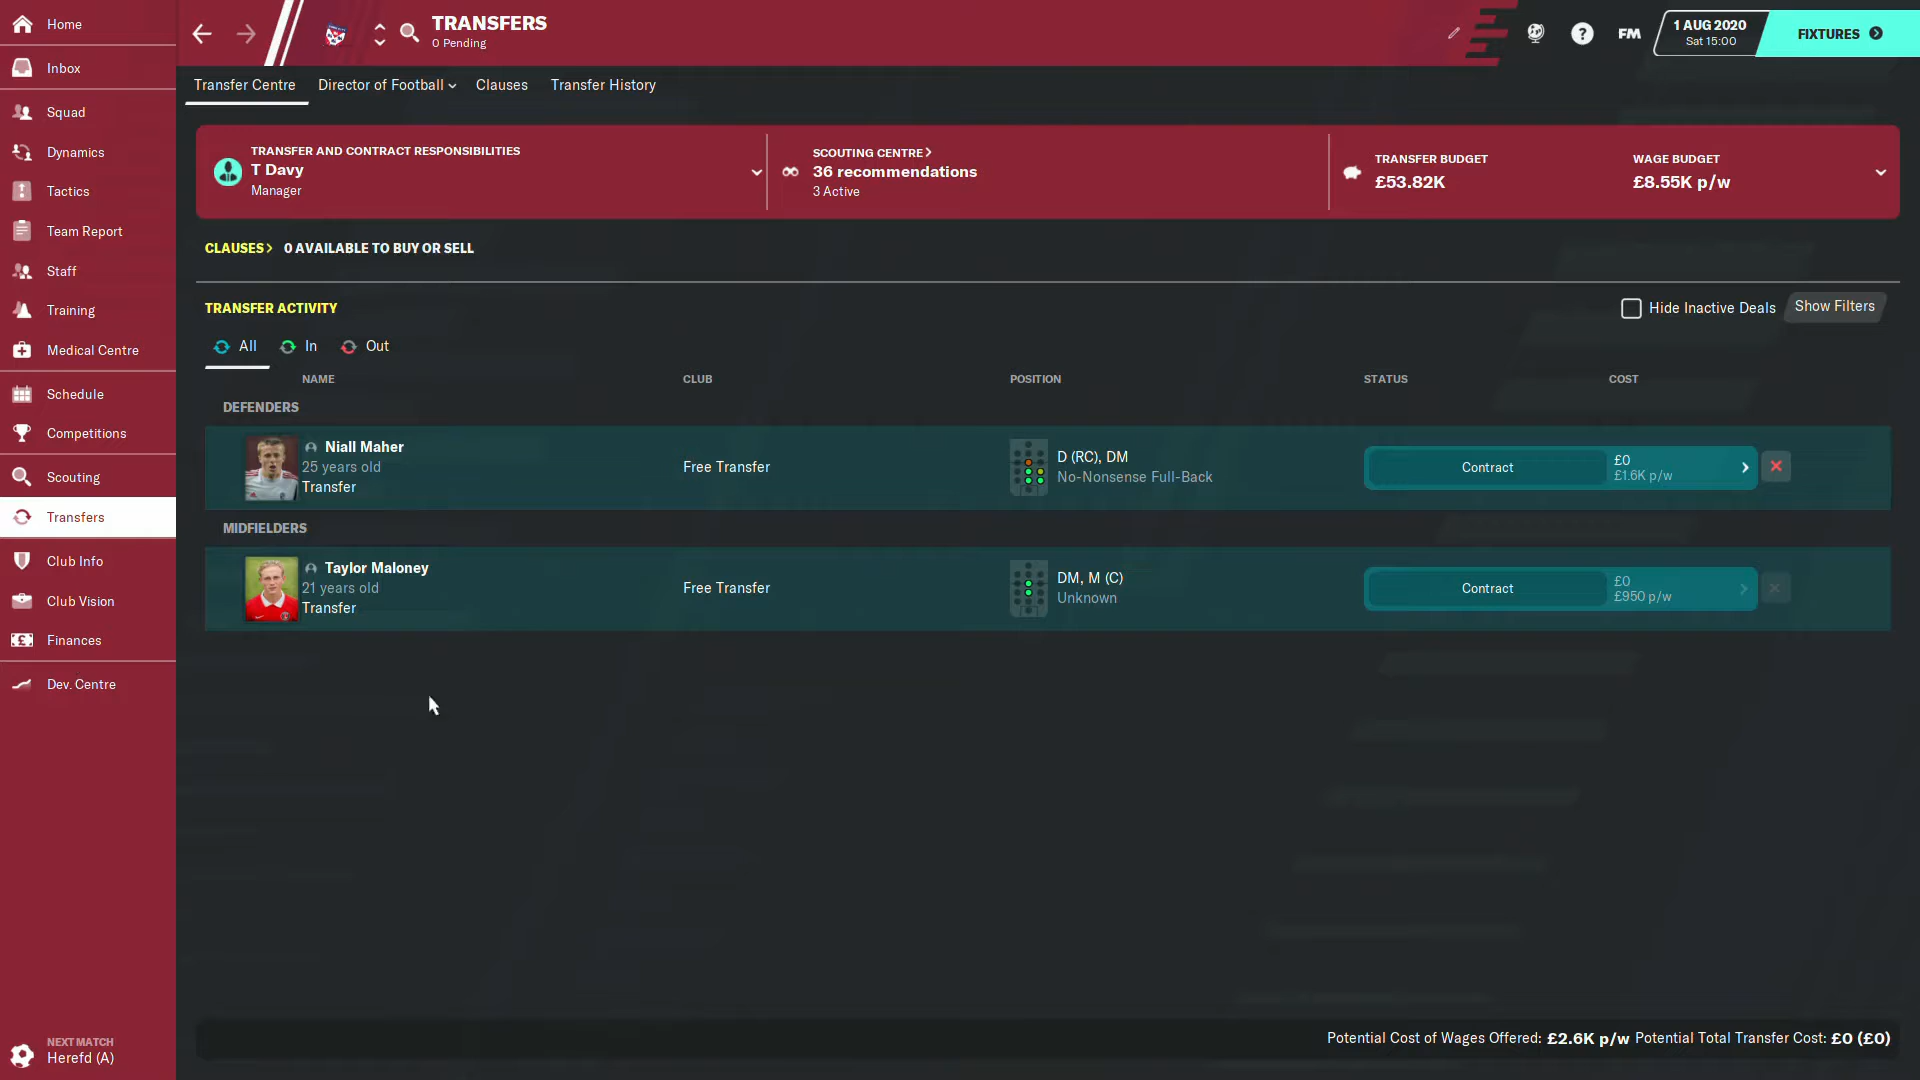 Home
Inbox
Squad
Dynamics
Tactics
Team Report
Staff
Training
Medical Centre
Schedule
Competitions
Scouting
Transfers
Club Info
Club Vision
Finances
Dev. Centre
NEXT MATCH
Herefd (A)
TRANSFERS
0 Pending
?
FM
1 AUG 2020
Sat 15:00
FIXTURES
Transfer Centre
Director of Football
Clauses
Transfer History
TRANSFER AND CONTRACT RESPONSIBILITIES
T Davy
Manager
SCOUTING CENTRE
36 recommendations
3 Active
TRANSFER BUDGET
£53.82K
WAGE BUDGET
£8.55K p/w
CLAUSES 0 AVAILABLE TO BUY OR SELL
TRANSFER ACTIVITY
Hide Inactive Deals
Show Filters
All In Out
NAME CLUB POSITION STATUS COST
DEFENDERS
Niall Maher
25 years old
Transfer
Free Transfer
D (RC), DM
No-Nonsense Full-Back
Contract
£0
£1.6K p/w
MIDFIELDERS
Taylor Maloney
21 years old
Transfer
Free Transfer
DM, M (C)
Unknown
Contract
£0
£950 p/w
Potential Cost of Wages Offered: £2.6K p/w Potential Total Transfer Cost: £0 (£0)